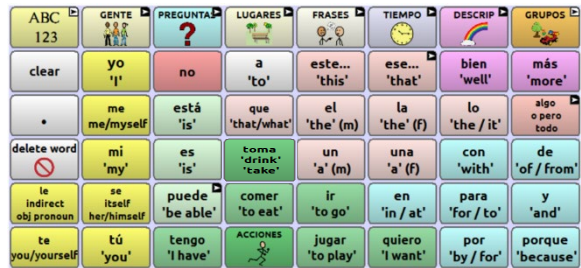 ABC GENTE PREGUNTAS LUGARES FRASES TIEMPO DESCRIP GRUPOS
123
clear
yo
'I'
no
a
'to'
este...
'this'
ese...
'that'
bien
'well'
más
'more'
.
me
me/myself
está
'is'
que
'that/what'
el
'the' (m)
la
'the' (f)
lo
'the / it'
algo
o pero
todo
delete word
mi
'my'
es
'is'
toma
'drink'
'take'
un
'a' (m)
una
'a' (f)
con
'with'
de
'of / from'
le
indirect
obj pronoun
se
itself
her/himself
puede
'be able'
comer
'to eat'
ir
'to go'
en
'in / at'
para
'for / to'
y
'and'
te
you/yourself
tú
'you'
tengo
'I have'
ACCIONES
jugar
'to play'
quiero
'I want'
por
'by / for'
porque
'because'